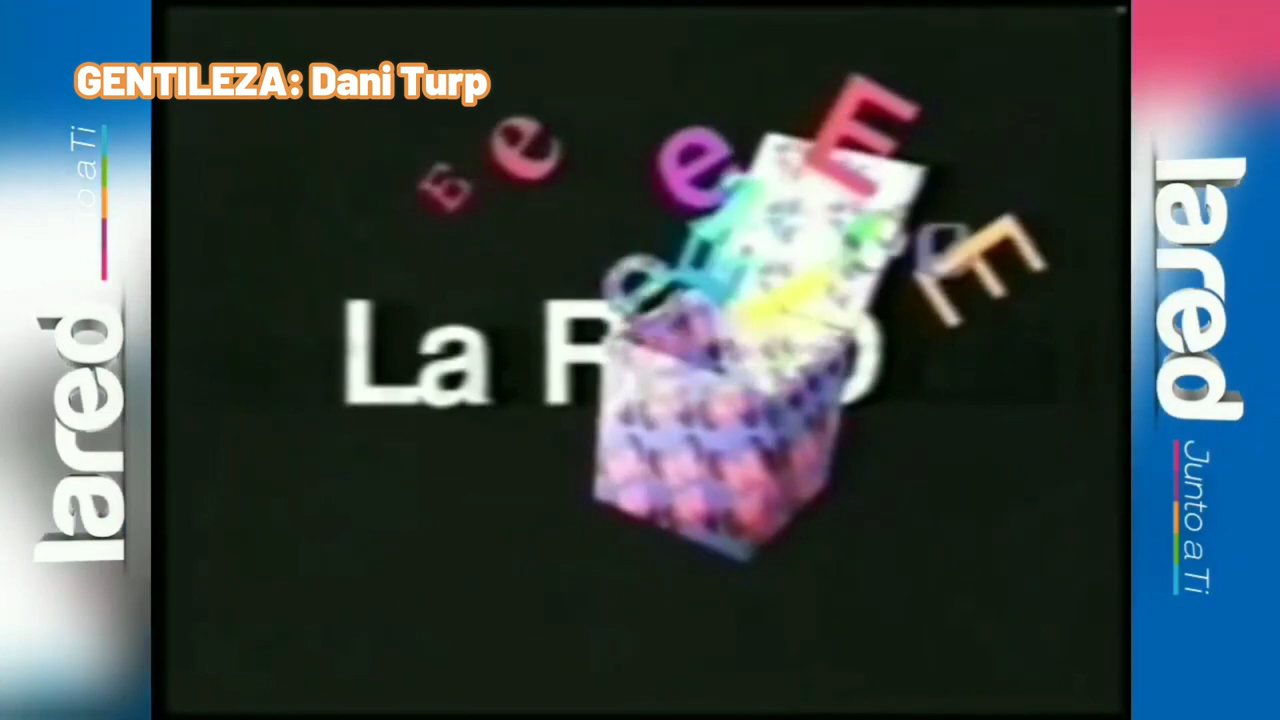 GENTILEZA: Dani Turp
e e E
E
La R
lared
lared
Junto a Ti